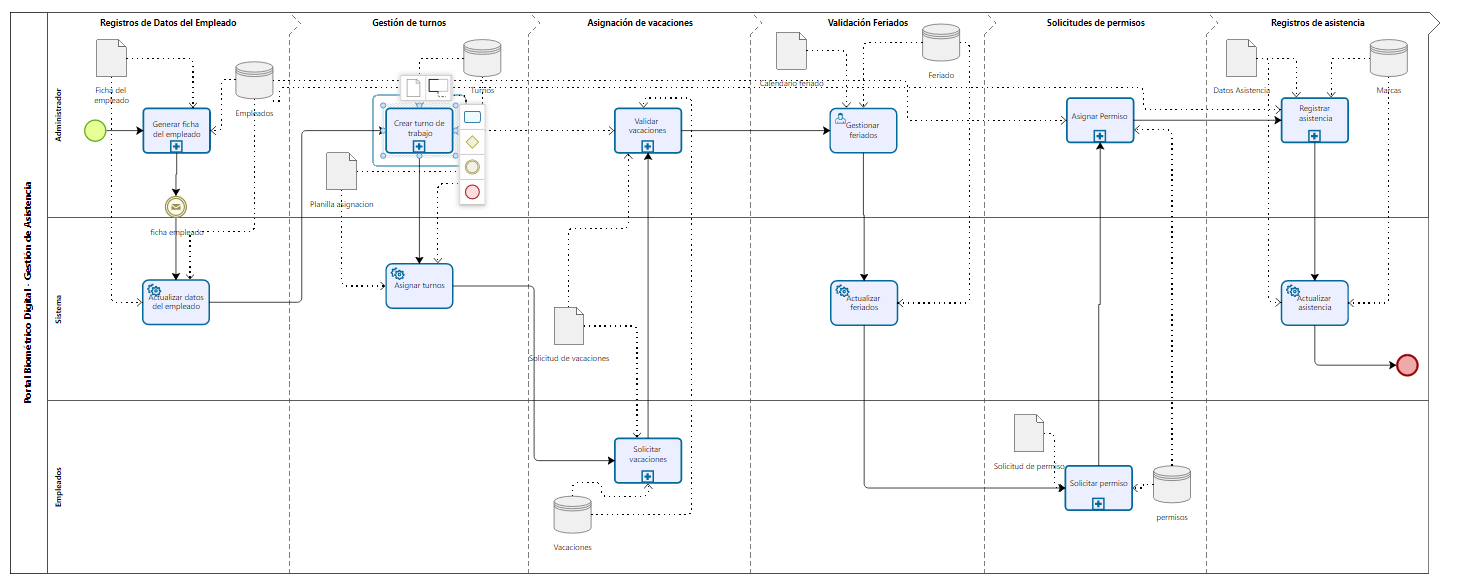 Portal Biométrico Digital - Gestión de Asistencia
Registros de Datos del Empleado
Gestión de turnos
Asignación de vacaciones
Validación Feriados
Solicitudes de permisos
Registros de asistencia
Administrador
Ficha del
empleado
Empleados
Generar ficha
del empleado
ficha empleado
Turnos
Crear turno de
trabajo
Planilla asignacion
Validar
vacaciones
Calendario feriado
Feriado
Gestionar
feriados
Asignar Permiso
Datos Asistencia
Marcas
Registrar
asistencia
Sistema
Actualizar datos
del empleado
Asignar turnos
Solicitud de vacaciones
Actualizar
feriados
Actualizar
asistencia
Empleados
Solicitar
vacaciones
Vacaciones
Solicitud de permiso
Solicitar permiso
permisos